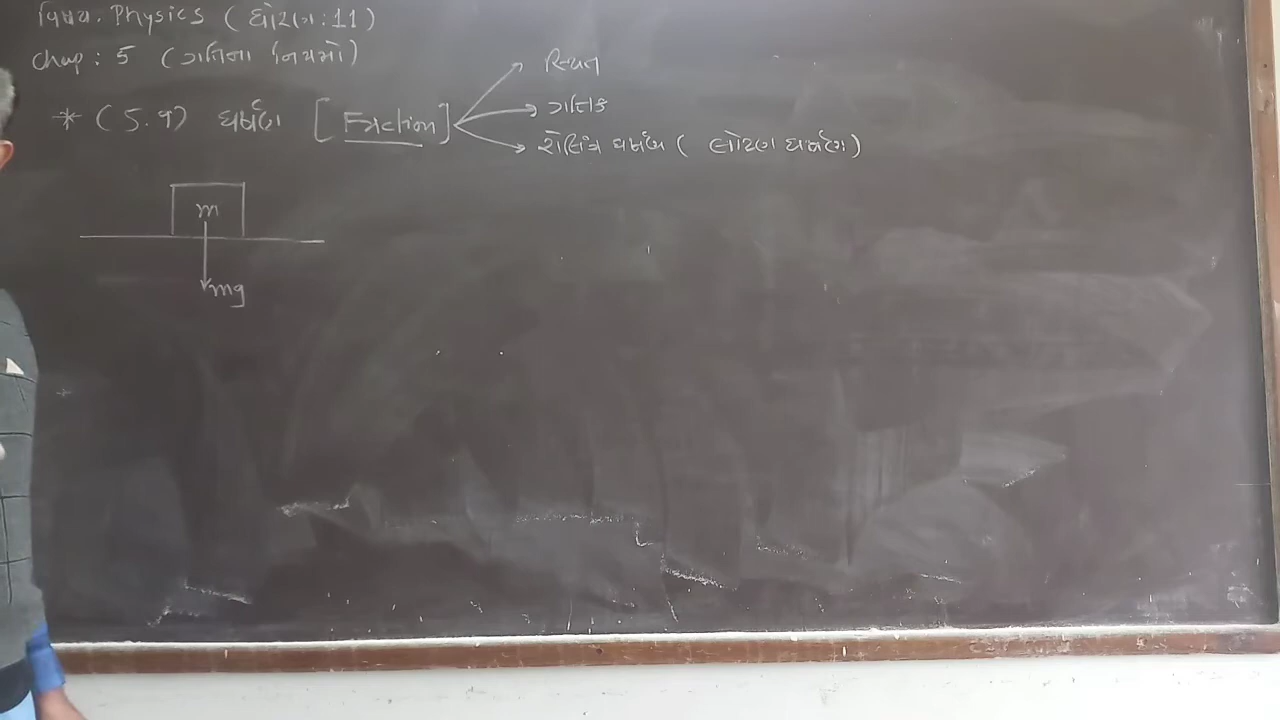 વિષય. Physics (ધોરણ : 11)
chap : 5 (ગતિના નિયમો)
* (5.9) ઘર્ષણ [Friction]
સ્થિત
ગતિક
રોલિંગ ઘર્ષણ (લોટણ ઘર્ષણ)
m
mg